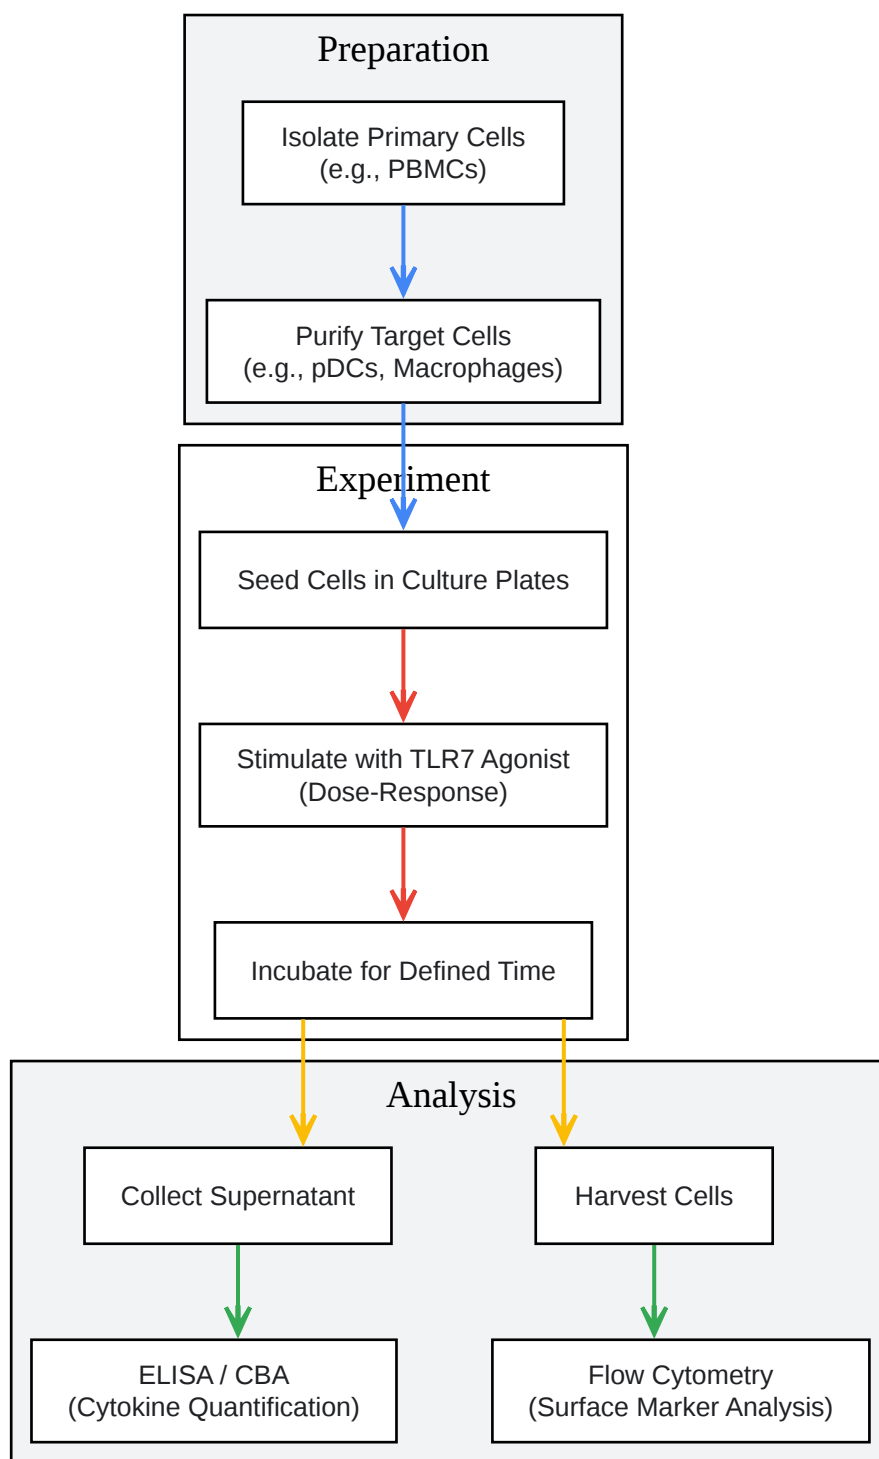 Preparation
Isolate Primary Cells
(e.g., PBMCs)
Purify Target Cells
(e.g., pDCs, Macrophages)
Experiment
Seed Cells in Culture Plates
Stimulate with TLR7 Agonist
(Dose-Response)
Incubate for Defined Time
Analysis
Collect Supernatant
Harvest Cells
ELISA / CBA
(Cytokine Quantification)
Flow Cytometry
(Surface Marker Analysis)